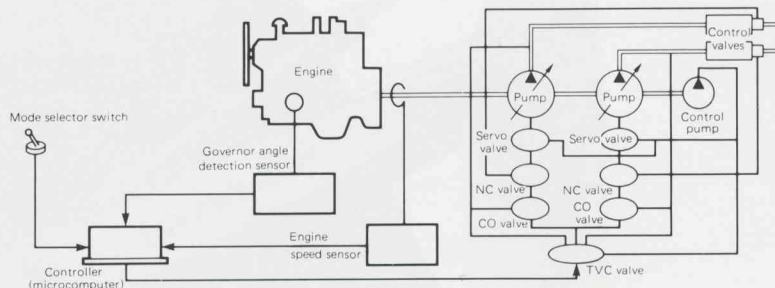 Control
valves
Engine
Pump
Pump
Mode selector switch
Control
pump
Servo
valve
Servo valve
Governor angle
detection sensor
NC valve
NC valve
CO valve
CO
valve
Engine
speed sensor
TVC valve
Controller
(microcomputer)